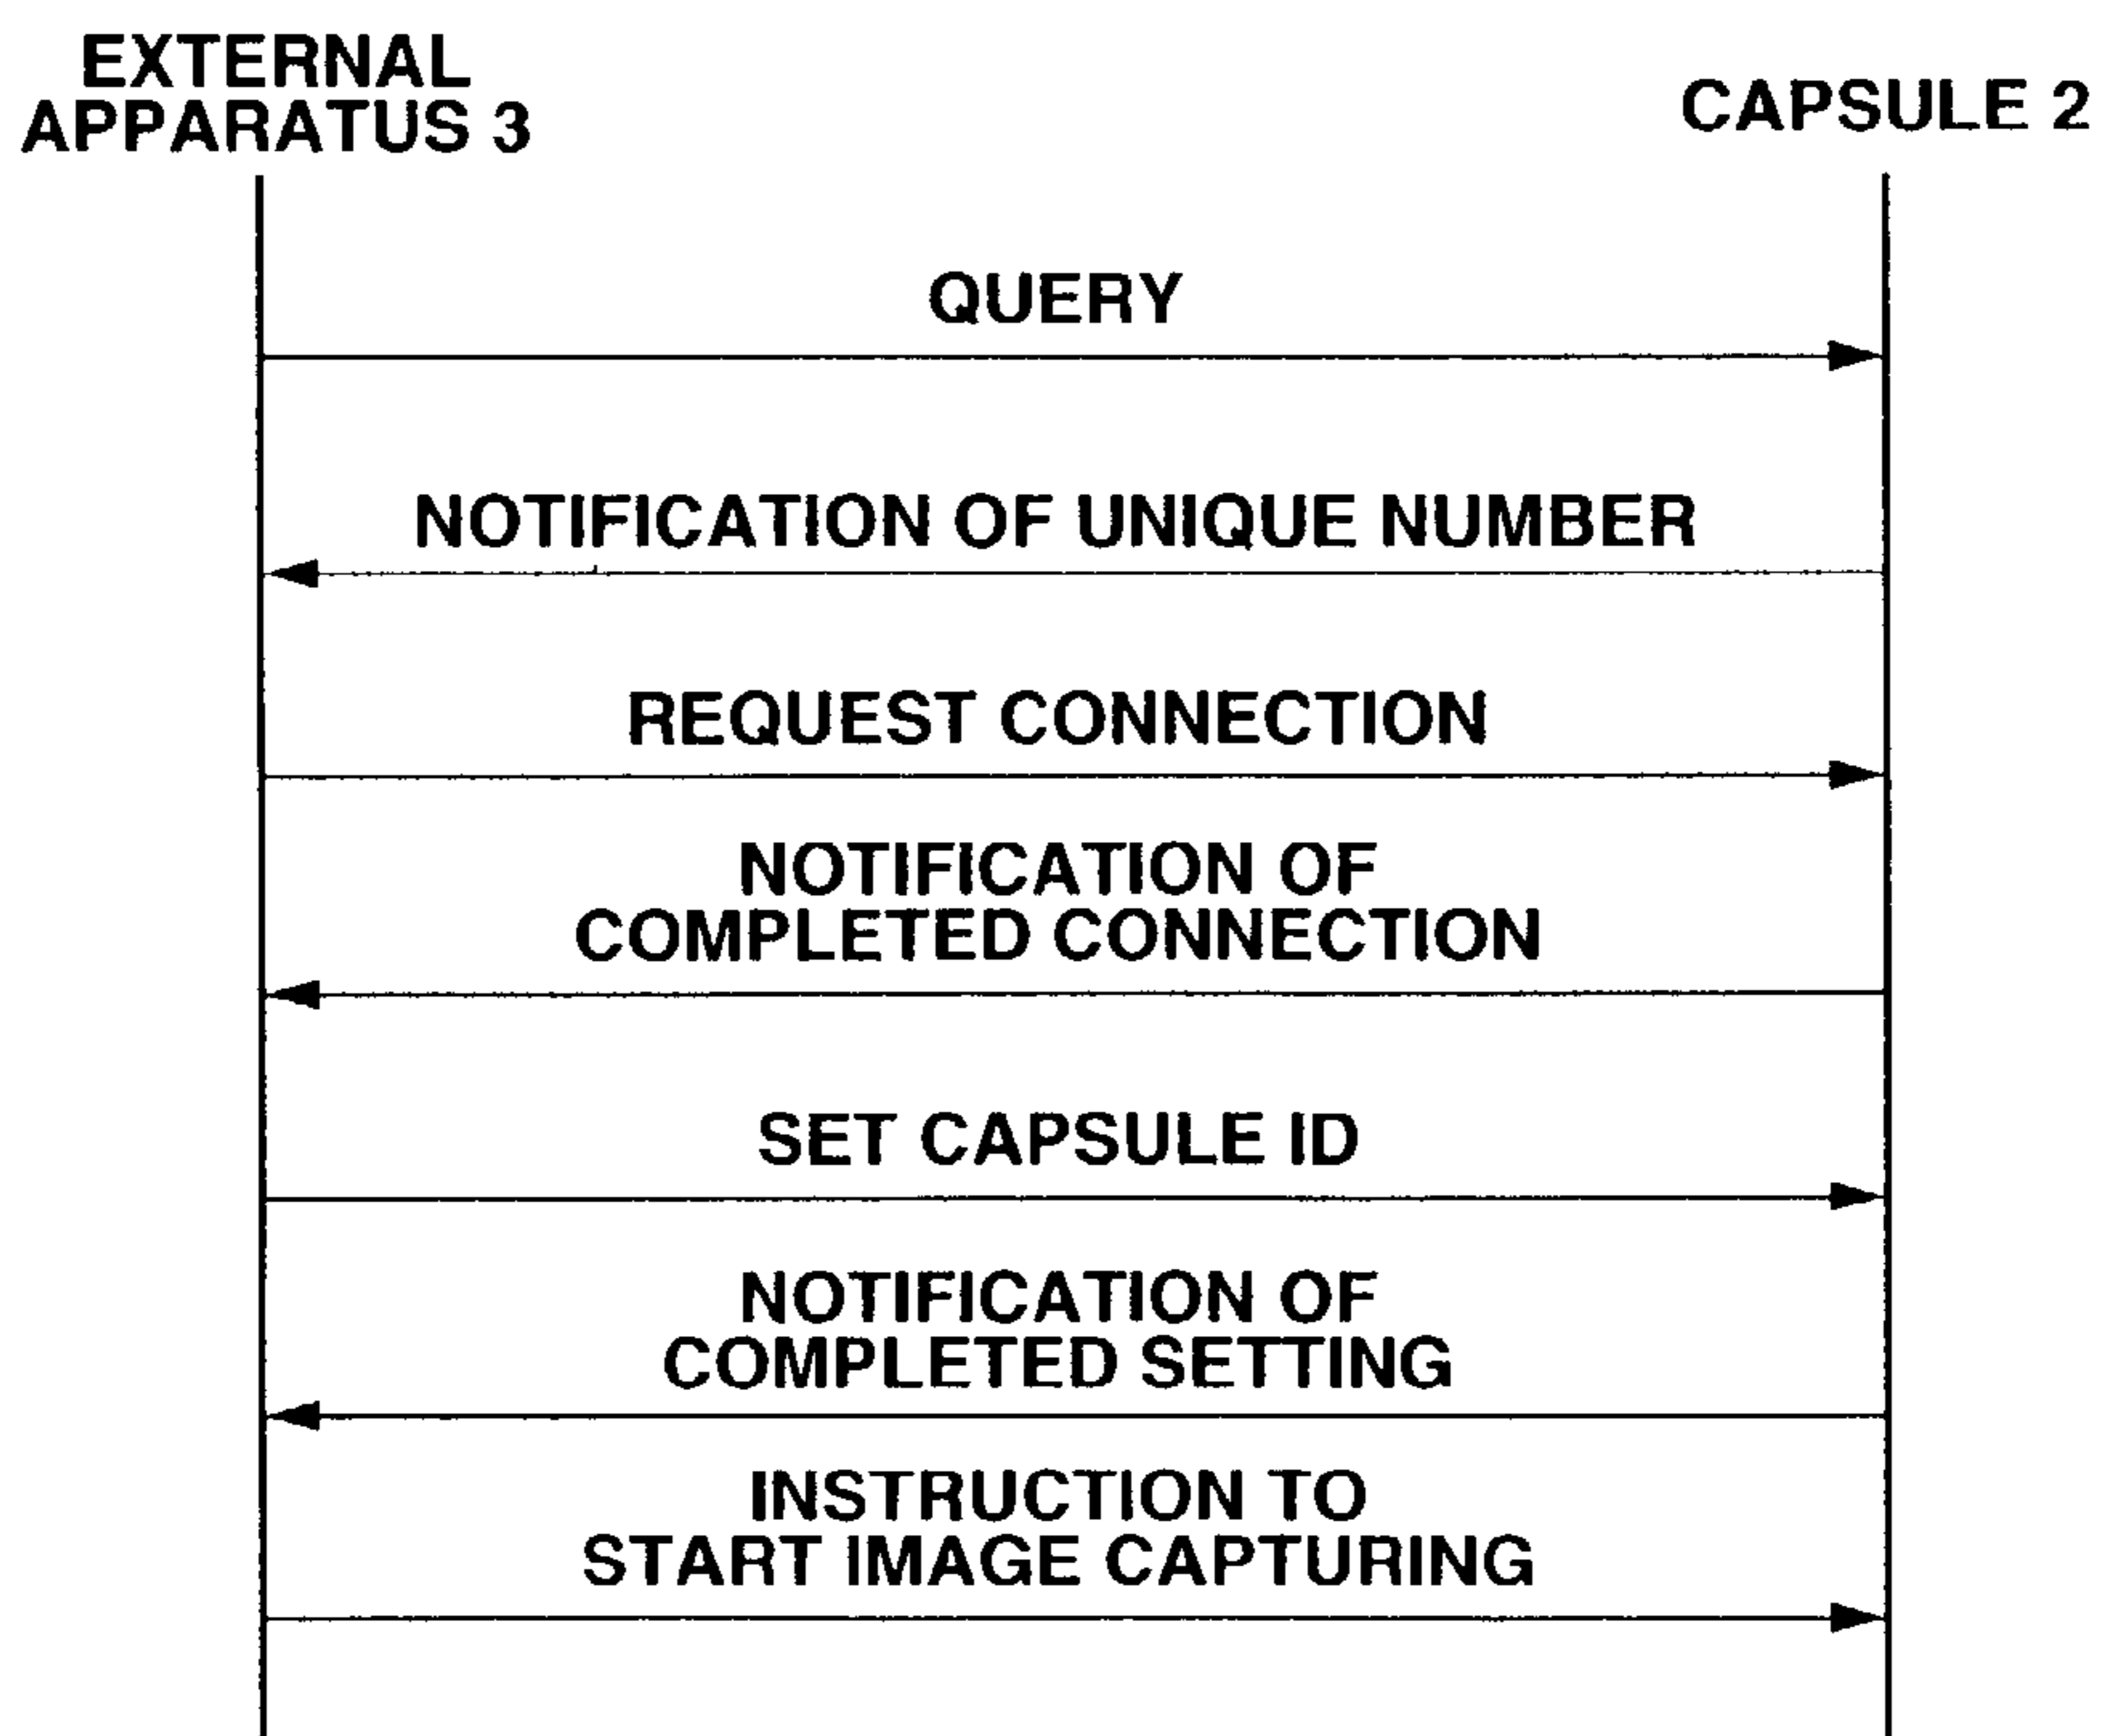 EXTERNAL
APPARATUS 3
CAPSULE 2
QUERY
NOTIFICATION OF UNIQUE NUMBER
REQUEST CONNECTION
NOTIFICATION OF
COMPLETED CONNECTION
SET CAPSULE ID
NOTIFICATION OF
COMPLETED SETTING
INSTRUCTION TO
START IMAGE CAPTURING